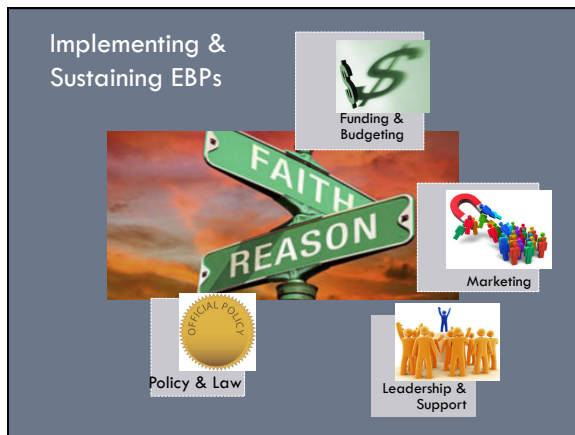 Implementing &
Sustaining EBPs
Funding &
Budgeting
FAITH
REASON
Marketing
OFFICIAL POLICY
Policy & Law
Leadership &
Support